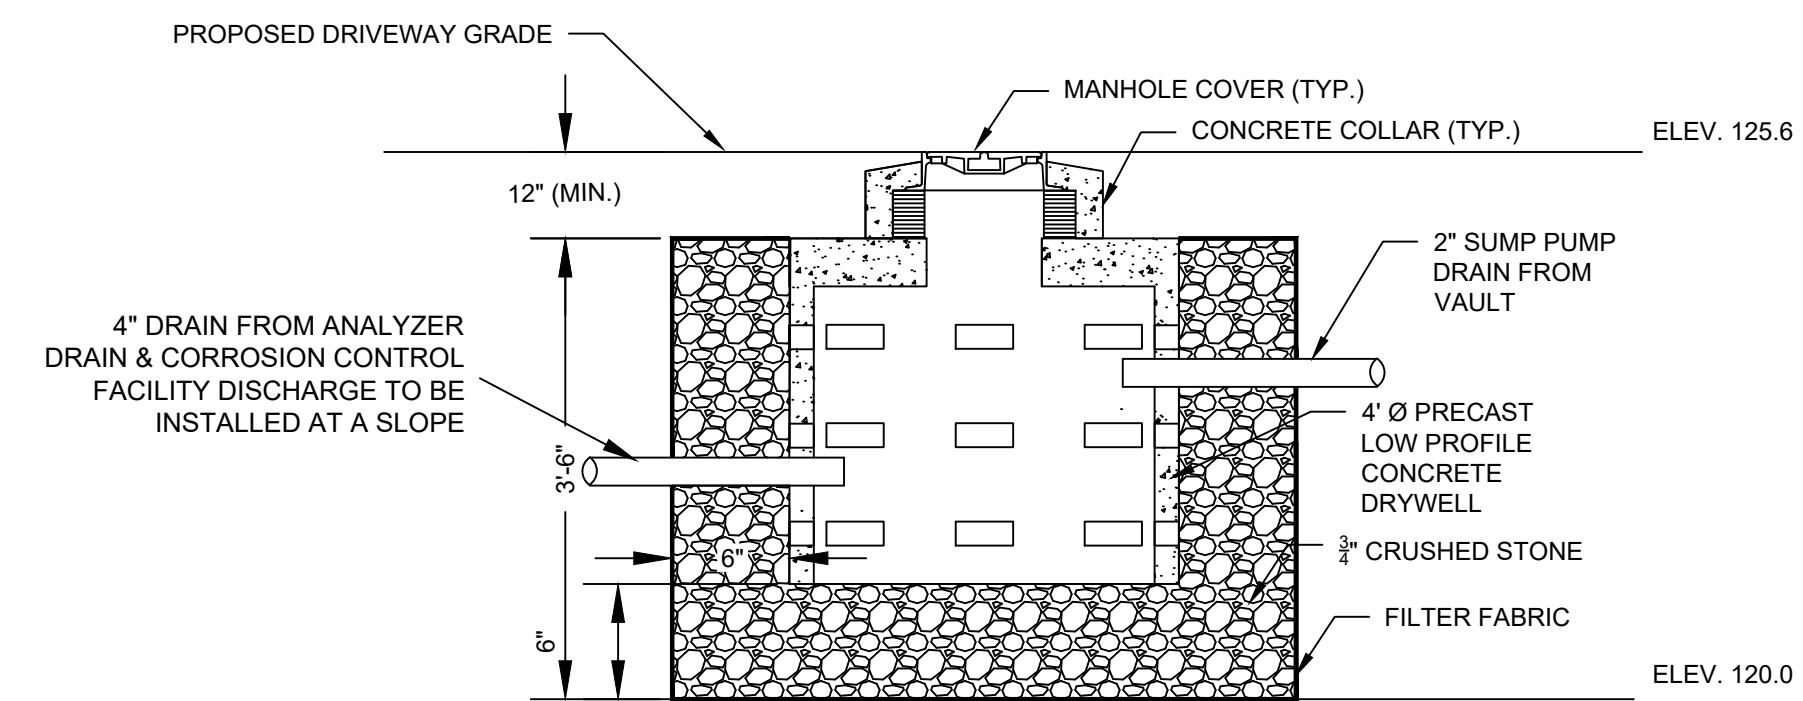 PROPOSED DRIVEWAY GRADE
MANHOLE COVER (TYP.)
CONCRETE COLLAR (TYP.)
ELEV. 125.6
12" (MIN.)
2" SUMP PUMP
DRAIN FROM
VAULT
4" DRAIN FROM ANALYZER
DRAIN & CORROSION CONTROL
FACILITY DISCHARGE TO BE
INSTALLED AT A SLOPE
3'-6"
4' Ø PRECAST
LOW PROFILE
CONCRETE
DRYWELL
6"
3/4" CRUSHED STONE
FILTER FABRIC
6"
ELEV. 120.0